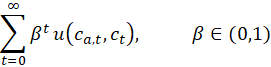 ∑_{t=0}^{∞} β^t u(c_{a,t}, c_t),  β ∈ (0,1)